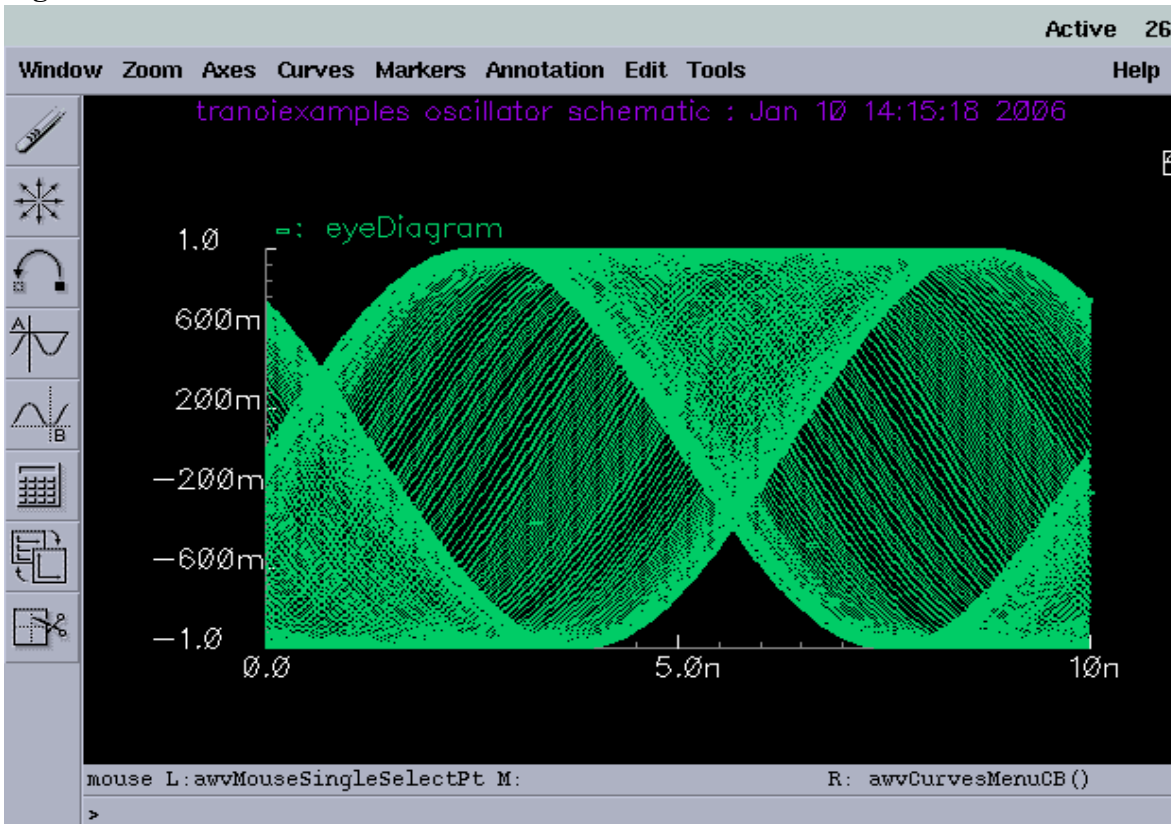 Active 26
Window Zoom Axes Curves Markers Annotation Edit Tools Help
tranoiexamples oscillator schematic : Jan 10 14:15:18 2006
eyeDiagram
1.0
600m
200m
-200m
-600m
-1.0
0.0 5.0n 10n
A
B
mouse L:awvMouseSingleSelectPt M: R: awvCurvesMenuCB()
>